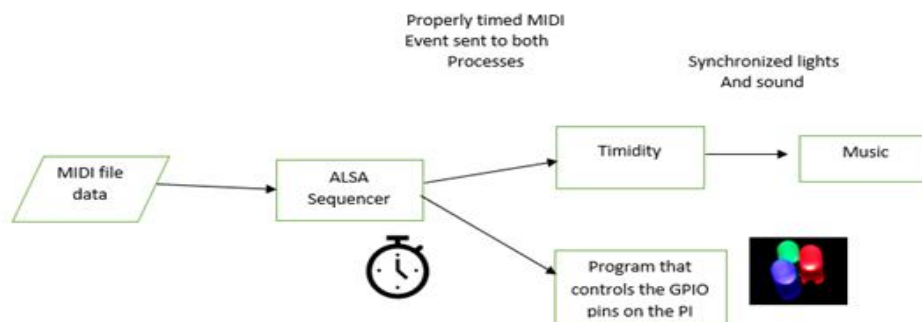 Properly timed MIDI
Event sent to both
Processes
Synchronized lights
And sound
MIDI file
data
ALSA
Sequencer
Timidity
Music
Program that
controls the GPIO
pins on the PI